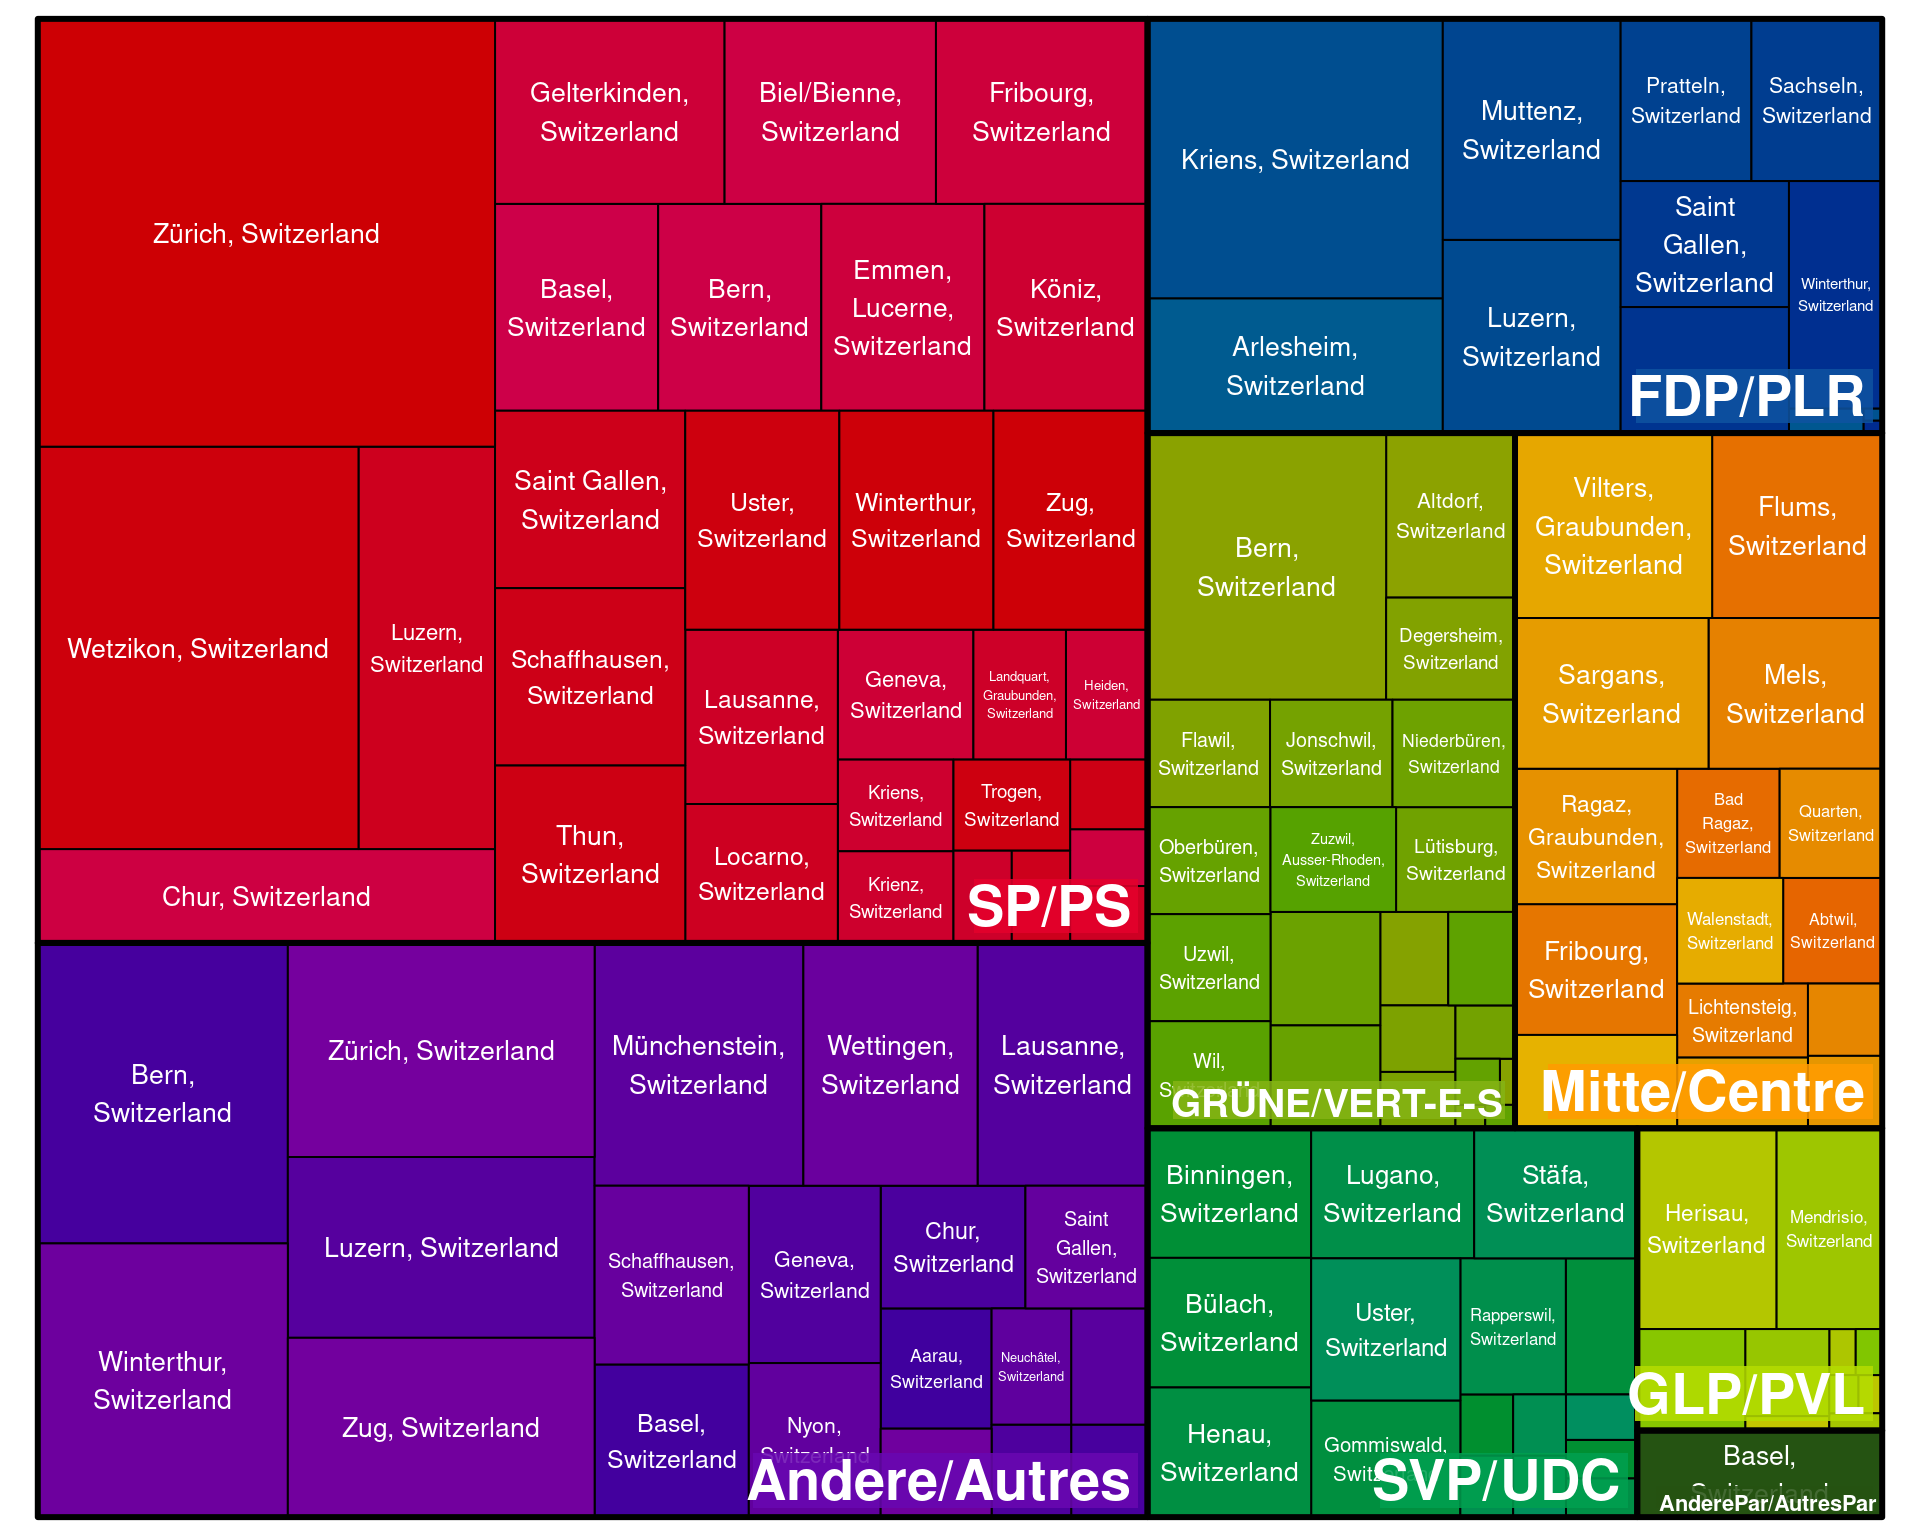 Zürich, Switzerland
Wetzikon, Switzerland
Luzern,
Switzerland
Chur, Switzerland
Gelterkinden,
Switzerland
Biel/Bienne,
Switzerland
Fribourg,
Switzerland
Basel,
Switzerland
Bern,
Switzerland
Emmen,
Lucerne,
Switzerland
Köniz,
Switzerland
Saint Gallen,
Switzerland
Schaffhausen,
Switzerland
Thun,
Switzerland
Uster,
Switzerland
Winterthur,
Switzerland
Zug,
Switzerland
Lausanne,
Switzerland
Locarno,
Switzerland
Geneva,
Switzerland
Landquart,
Graubunden,
Switzerland
Heiden,
Switzerland
Kriens,
Switzerland
Trogen,
Switzerland
Krienz,
Switzerland
SP/PS
Kriens, Switzerland
Arlesheim,
Switzerland
Muttenz,
Switzerland
Luzern,
Switzerland
Pratteln,
Switzerland
Sachseln,
Switzerland
Saint
Gallen,
Switzerland
Winterthur,
Switzerland
FDP/PLR
Bern,
Switzerland
Altdorf,
Switzerland
Degersheim,
Switzerland
Flawil,
Switzerland
Jonschwil,
Switzerland
Niederbüren,
Switzerland
Oberbüren,
Switzerland
Zuzwil,
Ausser-Rhoden,
Switzerland
Lütisburg,
Switzerland
Uzwil,
Switzerland
Wil,
Switzerland
GRÜNE/VERT-E-S
Vilters,
Graubunden,
Switzerland
Flums,
Switzerland
Sargans,
Switzerland
Mels,
Switzerland
Ragaz,
Graubunden,
Switzerland
Bad
Ragaz,
Switzerland
Quarten,
Switzerland
Walenstadt,
Switzerland
Abtwil,
Switzerland
Fribourg,
Switzerland
Lichtensteig,
Switzerland
Mitte/Centre
Bern,
Switzerland
Winterthur,
Switzerland
Zürich, Switzerland
Luzern, Switzerland
Zug, Switzerland
Münchenstein,
Switzerland
Wettingen,
Switzerland
Lausanne,
Switzerland
Schaffhausen,
Switzerland
Geneva,
Switzerland
Chur,
Switzerland
Saint
Gallen,
Switzerland
Basel,
Switzerland
Nyon,
Switzerland
Aarau,
Switzerland
Neuchâtel,
Switzerland
Andere/Autres
Binningen,
Switzerland
Lugano,
Switzerland
Stäfa,
Switzerland
Bülach,
Switzerland
Uster,
Switzerland
Rapperswil,
Switzerland
Henau,
Switzerland
Gommiswald,
Switzerland
SVP/UDC
Herisau,
Switzerland
Mendrisio,
Switzerland
GLP/PVL
Basel,
Switzerland
AnderePar/AutresPar